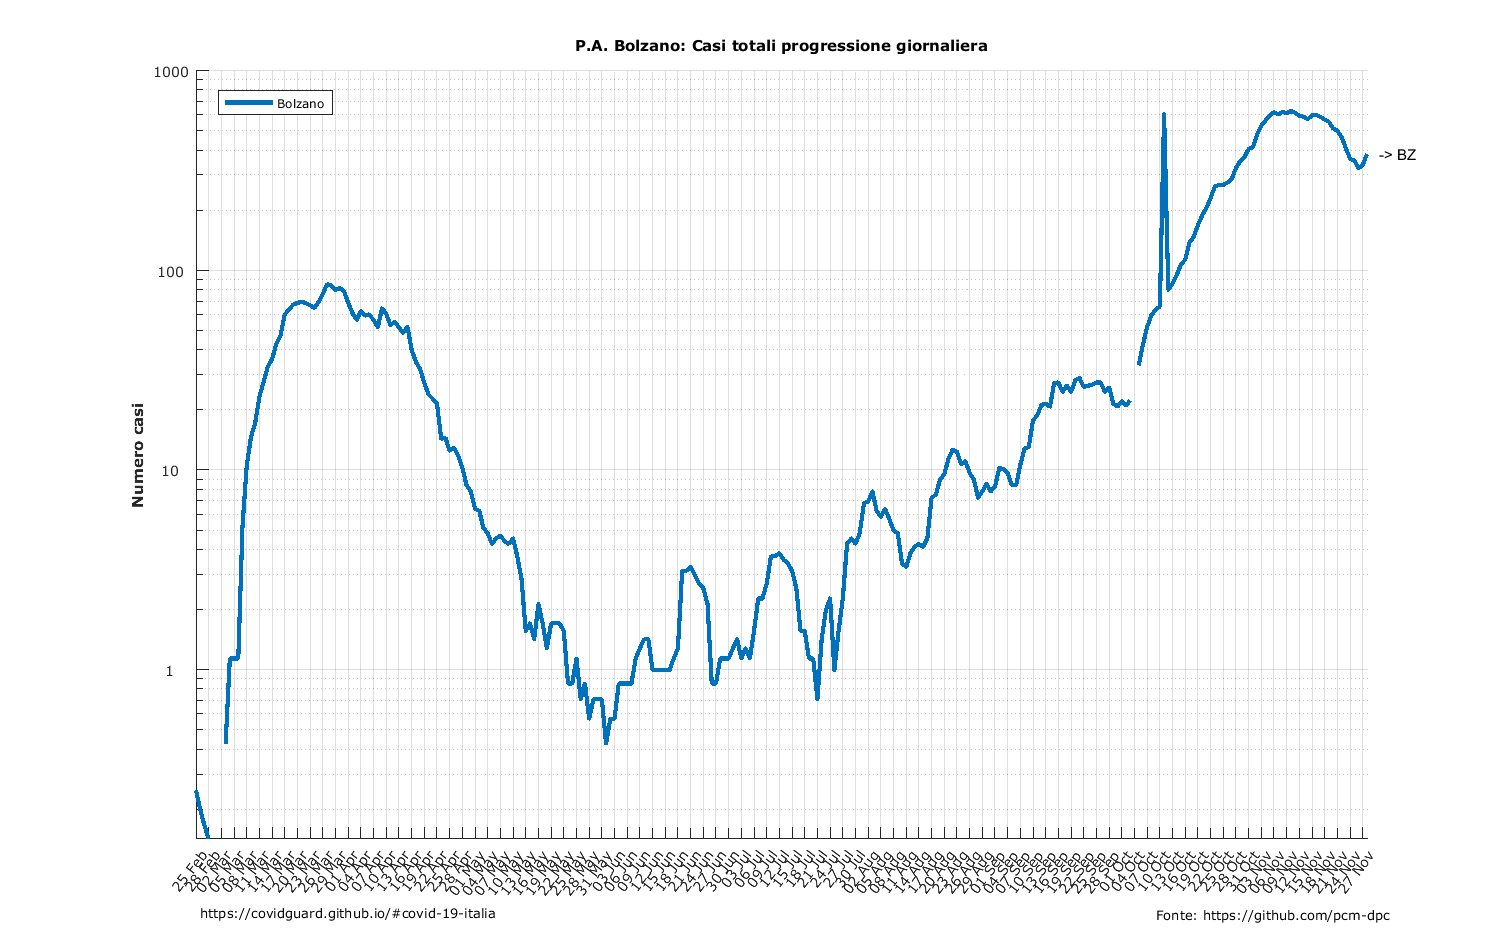 P.A. Bolzano: Casi totali progressione giornaliera
1000
Bolzano
-> BZ
100
Numero casi
10
1
25 Feb
28 Feb
02 Mar
05 Mar
08 Mar
11 Mar
14 Mar
17 Mar
20 Mar
23 Mar
26 Mar
29 Mar
01 Apr
04 Apr
07 Apr
10 Apr
13 Apr
16 Apr
19 Apr
22 Apr
25 Apr
28 Apr
01 May
04 May
07 May
10 May
13 May
16 May
19 May
22 May
25 May
28 May
31 May
03 Jun
06 Jun
09 Jun
12 Jun
15 Jun
18 Jun
21 Jun
24 Jun
27 Jun
30 Jun
03 Jul
06 Jul
09 Jul
12 Jul
15 Jul
18 Jul
21 Jul
24 Jul
27 Jul
30 Jul
02 Aug
05 Aug
08 Aug
11 Aug
14 Aug
17 Aug
20 Aug
23 Aug
26 Aug
29 Aug
01 Sep
04 Sep
07 Sep
10 Sep
13 Sep
16 Sep
19 Sep
22 Sep
25 Sep
28 Sep
01 Oct
04 Oct
07 Oct
10 Oct
13 Oct
16 Oct
19 Oct
22 Oct
25 Oct
28 Oct
31 Oct
03 Nov
06 Nov
09 Nov
12 Nov
15 Nov
18 Nov
21 Nov
24 Nov
27 Nov
https://covidguard.github.io/#covid-19-italia
Fonte: https://github.com/pcm-dpc